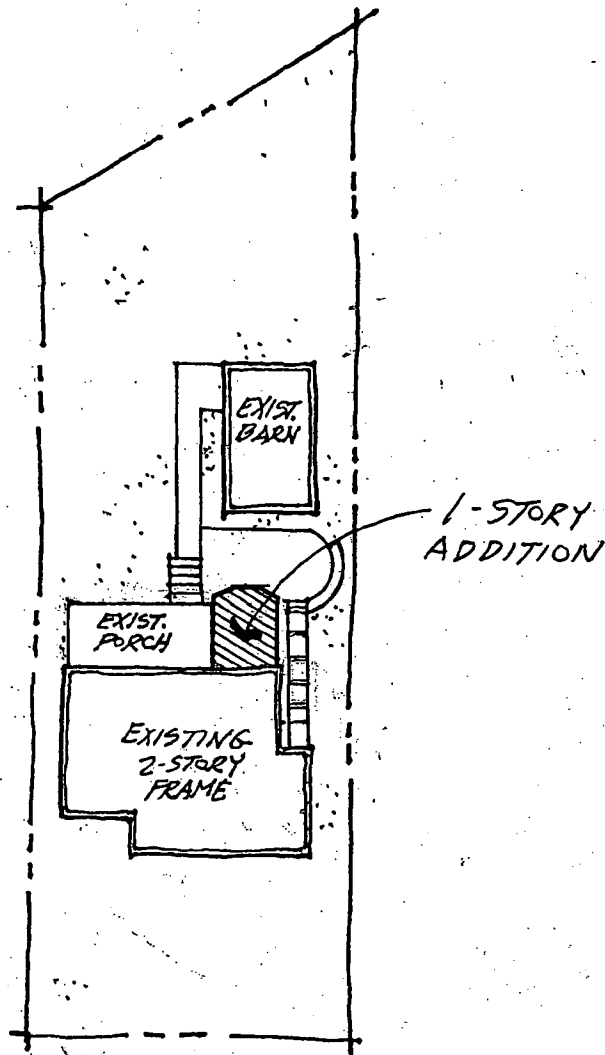 EXIST.
BARN
1-STORY
ADDITION
EXIST.
PORCH
EXISTING
2-STORY
FRAME